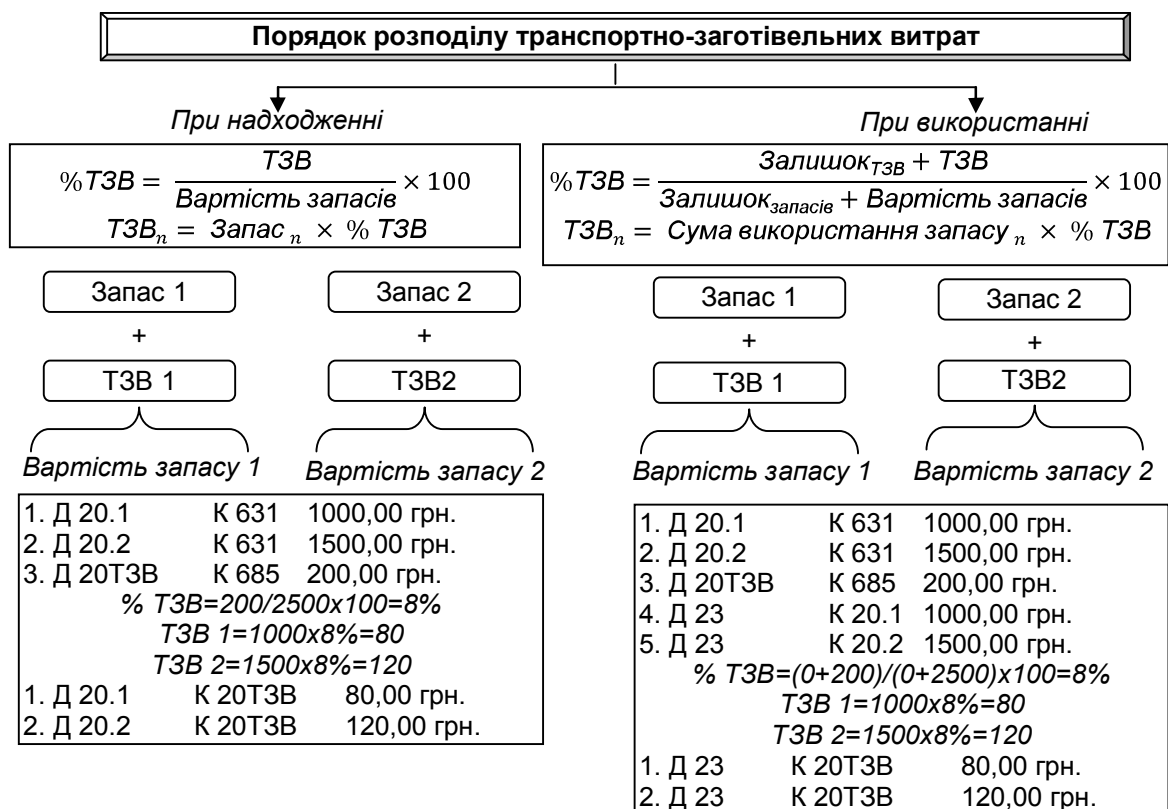 Порядок розподілу транспортно-заготівельних витрат
При надходженні
%ТЗВ = ТЗВ / Вартість запасів × 100
ТЗВn = Запас n × % ТЗВ
Запас 1
Запас 2
+
+
ТЗВ 1
ТЗВ2
Вартість запасу 1
Вартість запасу 2
1. Д 20.1 К 631 1000,00 грн.
2. Д 20.2 К 631 1500,00 грн.
3. Д 20ТЗВ К 685 200,00 грн.
% ТЗВ=200/2500х100=8%
ТЗВ 1=1000х8%=80
ТЗВ 2=1500х8%=120
1. Д 20.1 К 20ТЗВ 80,00 грн.
2. Д 20.2 К 20ТЗВ 120,00 грн.
При використанні
%ТЗВ = Залишок ТЗВ + ТЗВ / Залишок запасів + Вартість запасів × 100
ТЗВn = Сума використання запасу n × % ТЗВ
Запас 1
Запас 2
+
+
ТЗВ 1
ТЗВ2
Вартість запасу 1
Вартість запасу 2
1. Д 20.1 К 631 1000,00 грн.
2. Д 20.2 К 631 1500,00 грн.
3. Д 20ТЗВ К 685 200,00 грн.
4. Д 23 К 20.1 1000,00 грн.
5. Д 23 К 20.2 1500,00 грн.
% ТЗВ=(0+200)/(0+2500)х100=8%
ТЗВ 1=1000х8%=80
ТЗВ 2=1500х8%=120
1. Д 23 К 20ТЗВ 80,00 грн.
2. Д 23 К 20ТЗВ 120,00 грн.